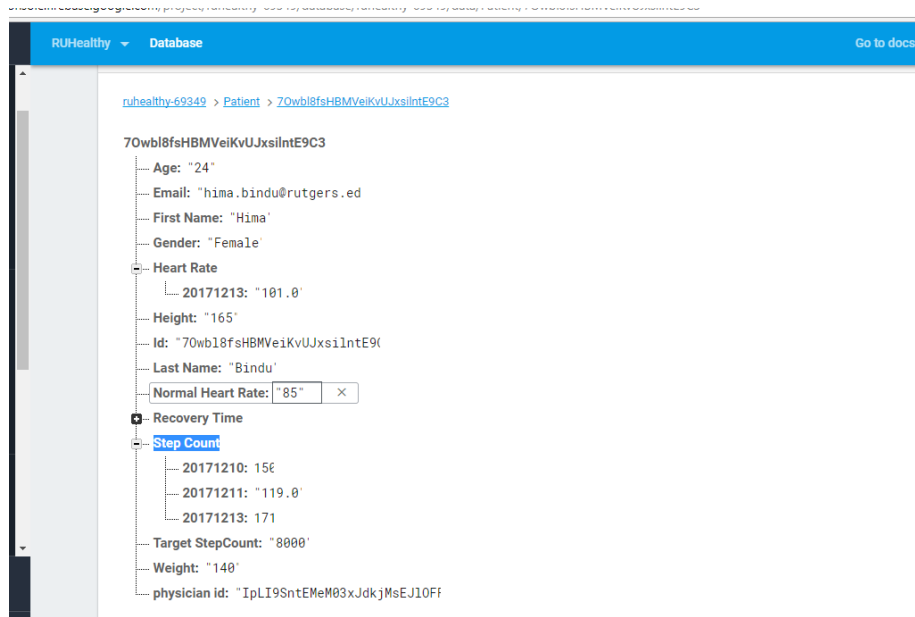 RUHealthy Database Go to docs
ruhealthy-69349 > Patient > 7Owbl8fsHBMVeiKvUJxsilntE9C3
7Owbl8fsHBMVeiKvUJxsilntE9C3
Age: "24"
Email: "hima.bindu@rutgers.ed
First Name: "Hima'
Gender: "Female'
Heart Rate
20171213: "101.0'
Height: "165"
Id: "7Owbl8fsHBMVeiKvUJxsilntE9(
Last Name: "Bindu'
Normal Heart Rate: "85" ×
Recovery Time
Step Count
20171210: 156
20171211: "119.0'
20171213: 171
Target StepCount: "8000'
Weight: "140'
physician id: "IpLI9SntEMeM03xJdkjMsEJlOFF